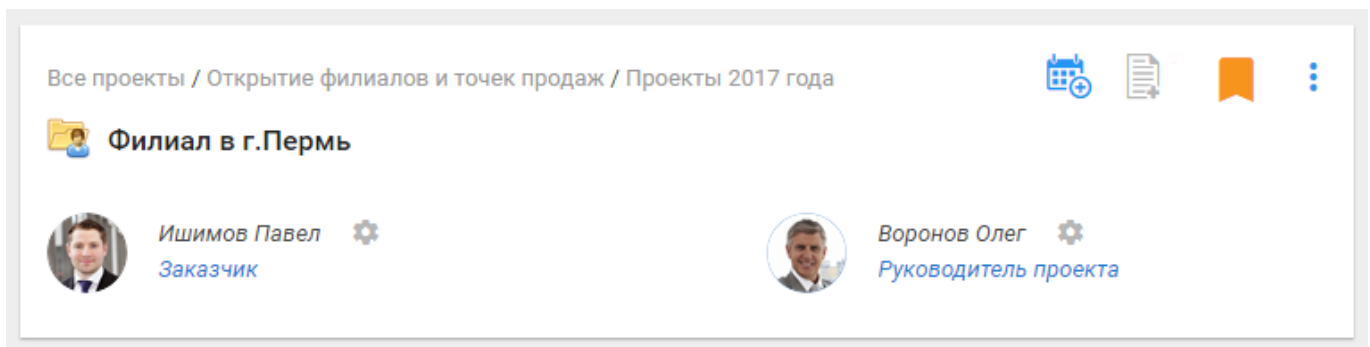 Все проекты / Открытие филиалов и точек продаж / Проекты 2017 года
Филиал в г.Пермь
Ишимов Павел
Заказчик
Воронов Олег
Руководитель проекта